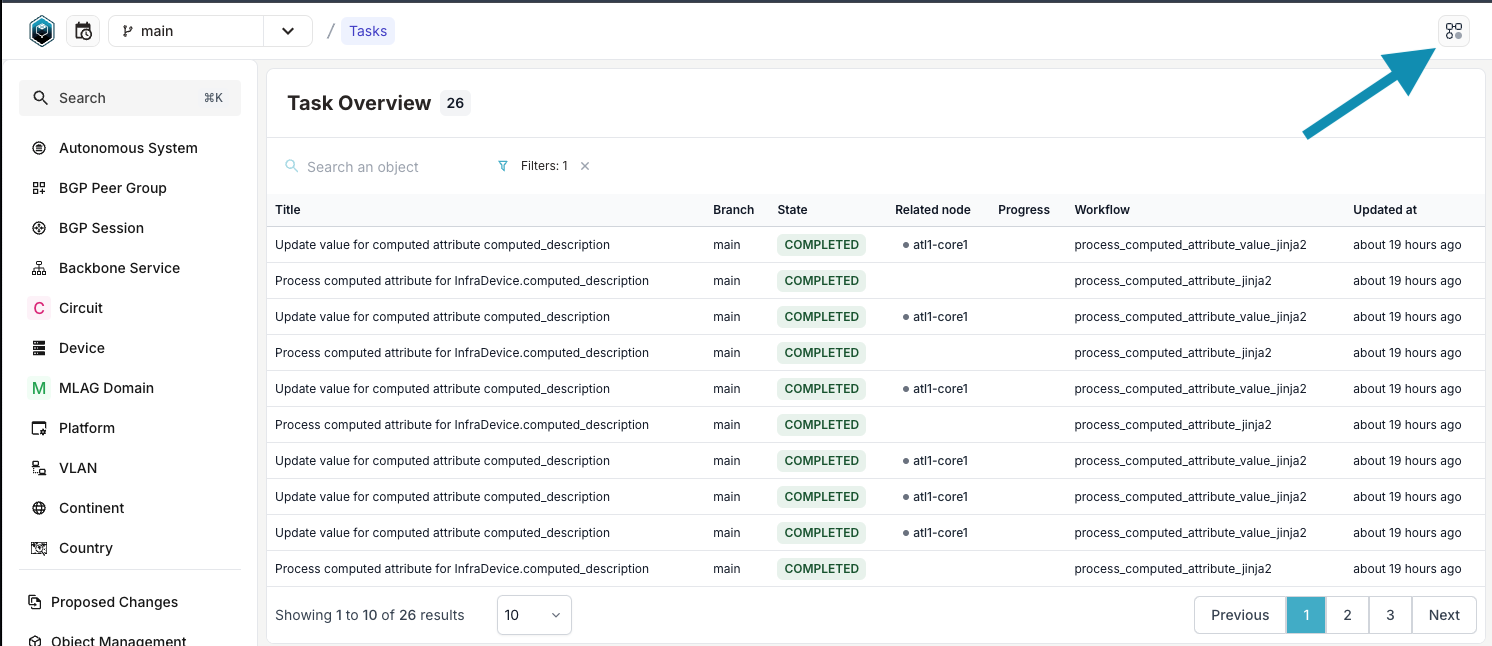 main / Tasks
Search ⌘K
Autonomous System
BGP Peer Group
BGP Session
Backbone Service
C Circuit
Device
M MLAG Domain
Platform
VLAN
Continent
Country
Proposed Changes
Object Management
Task Overview 26
Search an object Filters: 1 ×
Title Branch State Related node Progress Workflow Updated at
Update value for computed attribute computed_description main COMPLETED atl1-core1 process_computed_attribute_value_jinja2 about 19 hours ago
Process computed attribute for InfraDevice.computed_description main COMPLETED process_computed_attribute_jinja2 about 19 hours ago
Update value for computed attribute computed_description main COMPLETED atl1-core1 process_computed_attribute_value_jinja2 about 19 hours ago
Process computed attribute for InfraDevice.computed_description main COMPLETED process_computed_attribute_jinja2 about 19 hours ago
Update value for computed attribute computed_description main COMPLETED atl1-core1 process_computed_attribute_value_jinja2 about 19 hours ago
Process computed attribute for InfraDevice.computed_description main COMPLETED process_computed_attribute_jinja2 about 19 hours ago
Update value for computed attribute computed_description main COMPLETED atl1-core1 process_computed_attribute_value_jinja2 about 19 hours ago
Update value for computed attribute computed_description main COMPLETED atl1-core1 process_computed_attribute_value_jinja2 about 19 hours ago
Update value for computed attribute computed_description main COMPLETED atl1-core1 process_computed_attribute_value_jinja2 about 19 hours ago
Process computed attribute for InfraDevice.computed_description main COMPLETED process_computed_attribute_jinja2 about 19 hours ago
Showing 1 to 10 of 26 results 10 Previous 1 2 3 Next